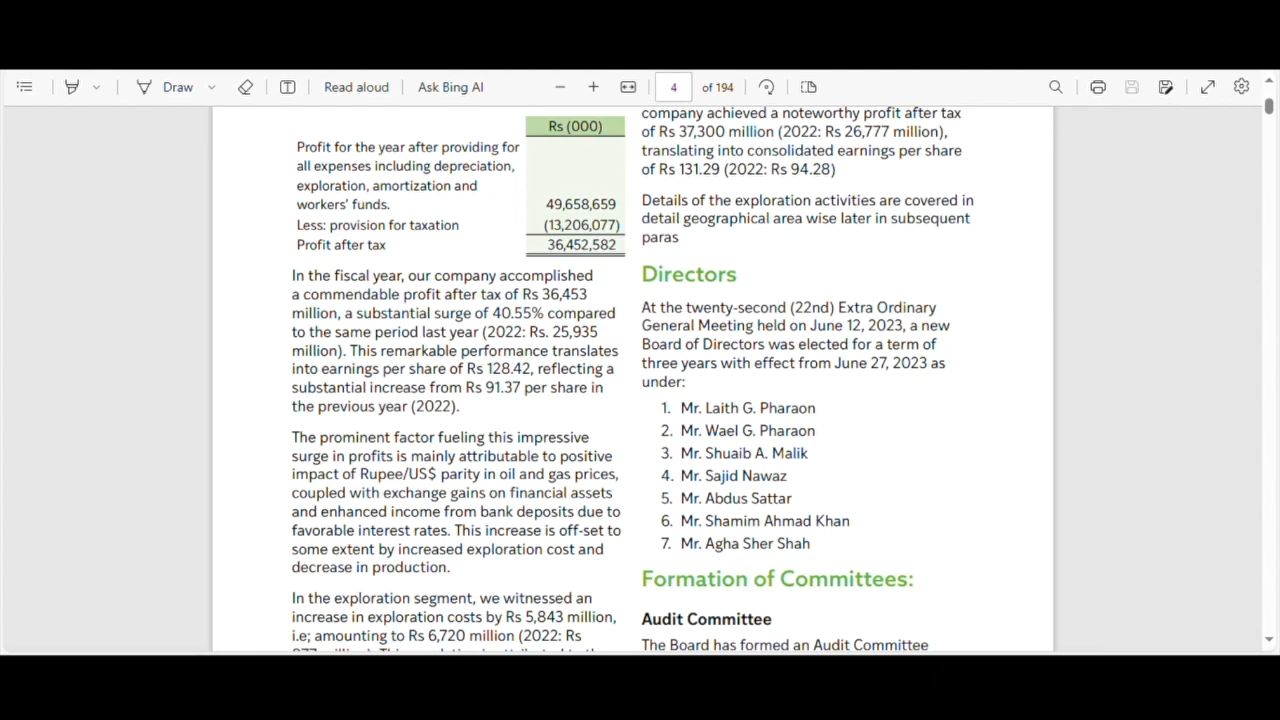 Draw
Read aloud
Ask Bing AI
4
of 194
Rs (000)
Profit for the year after providing for
all expenses including depreciation,
exploration, amortization and
workers' funds. 49,658,659
Less: provision for taxation (13,206,077)
Profit after tax 36,452,582
In the fiscal year, our company accomplished
a commendable profit after tax of Rs 36,453
million, a substantial surge of 40.55% compared
to the same period last year (2022: Rs. 25,935
million). This remarkable performance translates
into earnings per share of Rs 128.42, reflecting a
substantial increase from Rs 91.37 per share in
the previous year (2022).
The prominent factor fueling this impressive
surge in profits is mainly attributable to positive
impact of Rupee/US$ parity in oil and gas prices,
coupled with exchange gains on financial assets
and enhanced income from bank deposits due to
favorable interest rates. This increase is off-set to
some extent by increased exploration cost and
decrease in production.
In the exploration segment, we witnessed an
increase in exploration costs by Rs 5,843 million,
i.e; amounting to Rs 6,720 million (2022: Rs
company achieved a noteworthy profit after tax
of Rs 37,300 million (2022: Rs 26,777 million),
translating into consolidated earnings per share
of Rs 131.29 (2022: Rs 94.28)
Details of the exploration activities are covered in
detail geographical area wise later in subsequent
paras
Directors
At the twenty-second (22nd) Extra Ordinary
General Meeting held on June 12, 2023, a new
Board of Directors was elected for a term of
three years with effect from June 27, 2023 as
under:
1. Mr. Laith G. Pharaon
2. Mr. Wael G. Pharaon
3. Mr. Shuaib A. Malik
4. Mr. Sajid Nawaz
5. Mr. Abdus Sattar
6. Mr. Shamim Ahmad Khan
7. Mr. Agha Sher Shah
Formation of Committees:
Audit Committee
The Board has formed an Audit Committee